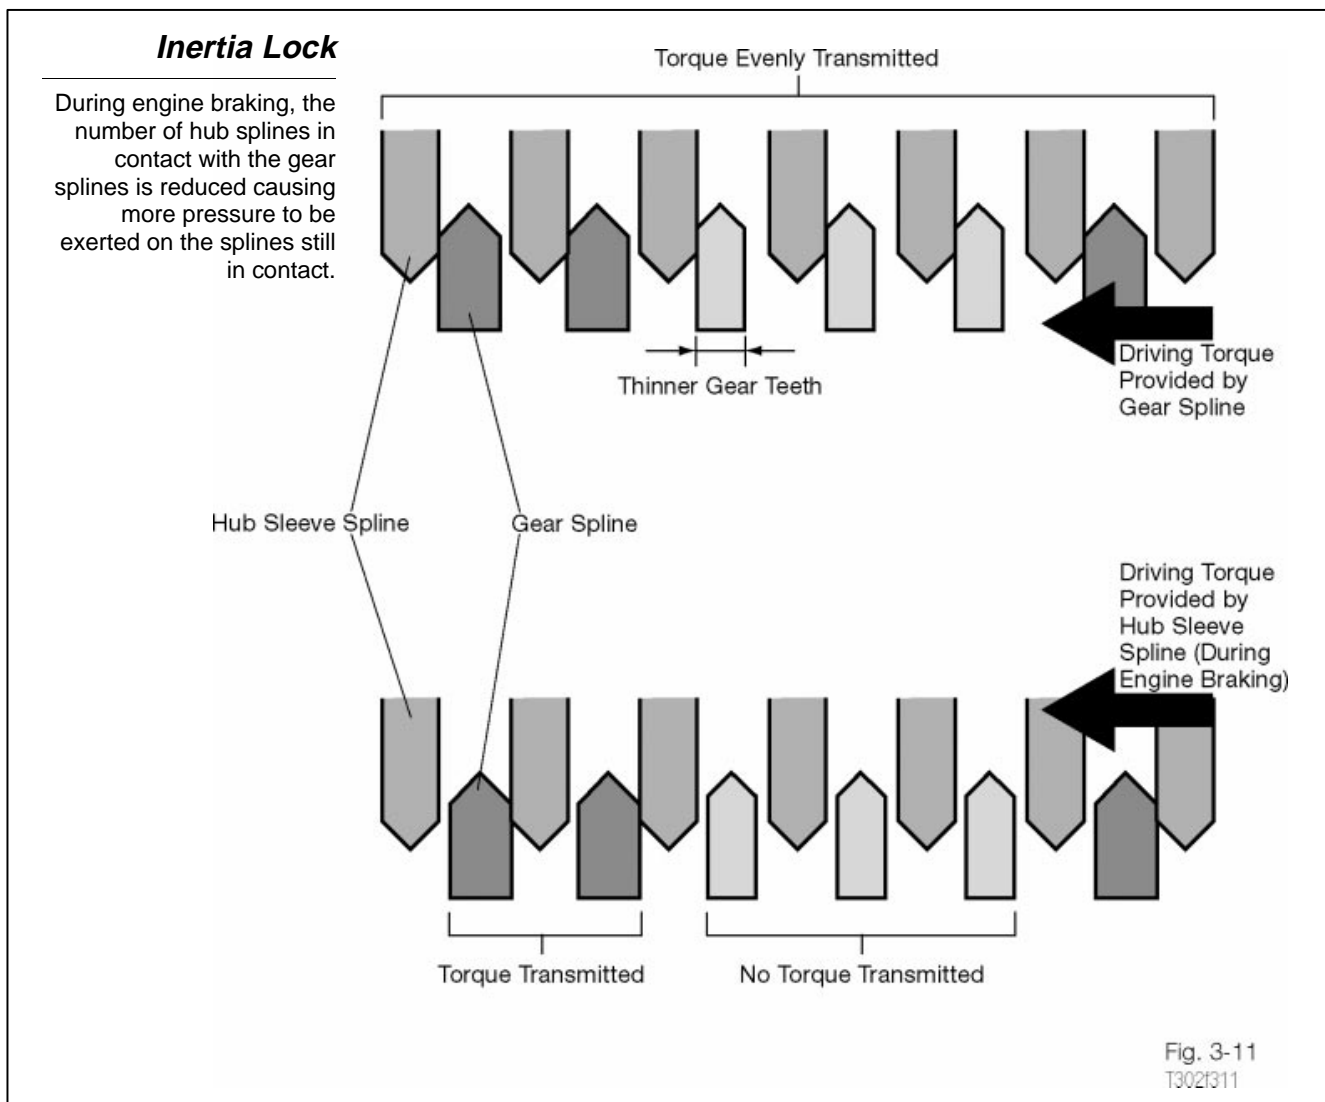 Inertia Lock
During engine braking, the
number of hub splines in
contact with the gear
splines is reduced causing
more pressure to be
exerted on the splines still
in contact.
Torque Evenly Transmitted
Thinner Gear Teeth
Driving Torque
Provided by
Gear Spline
Hub Sleeve Spline
Gear Spline
Driving Torque
Provided by
Hub Sleeve
Spline (During
Engine Braking)
Torque Transmitted
No Torque Transmitted
Fig. 3-11
T302f311